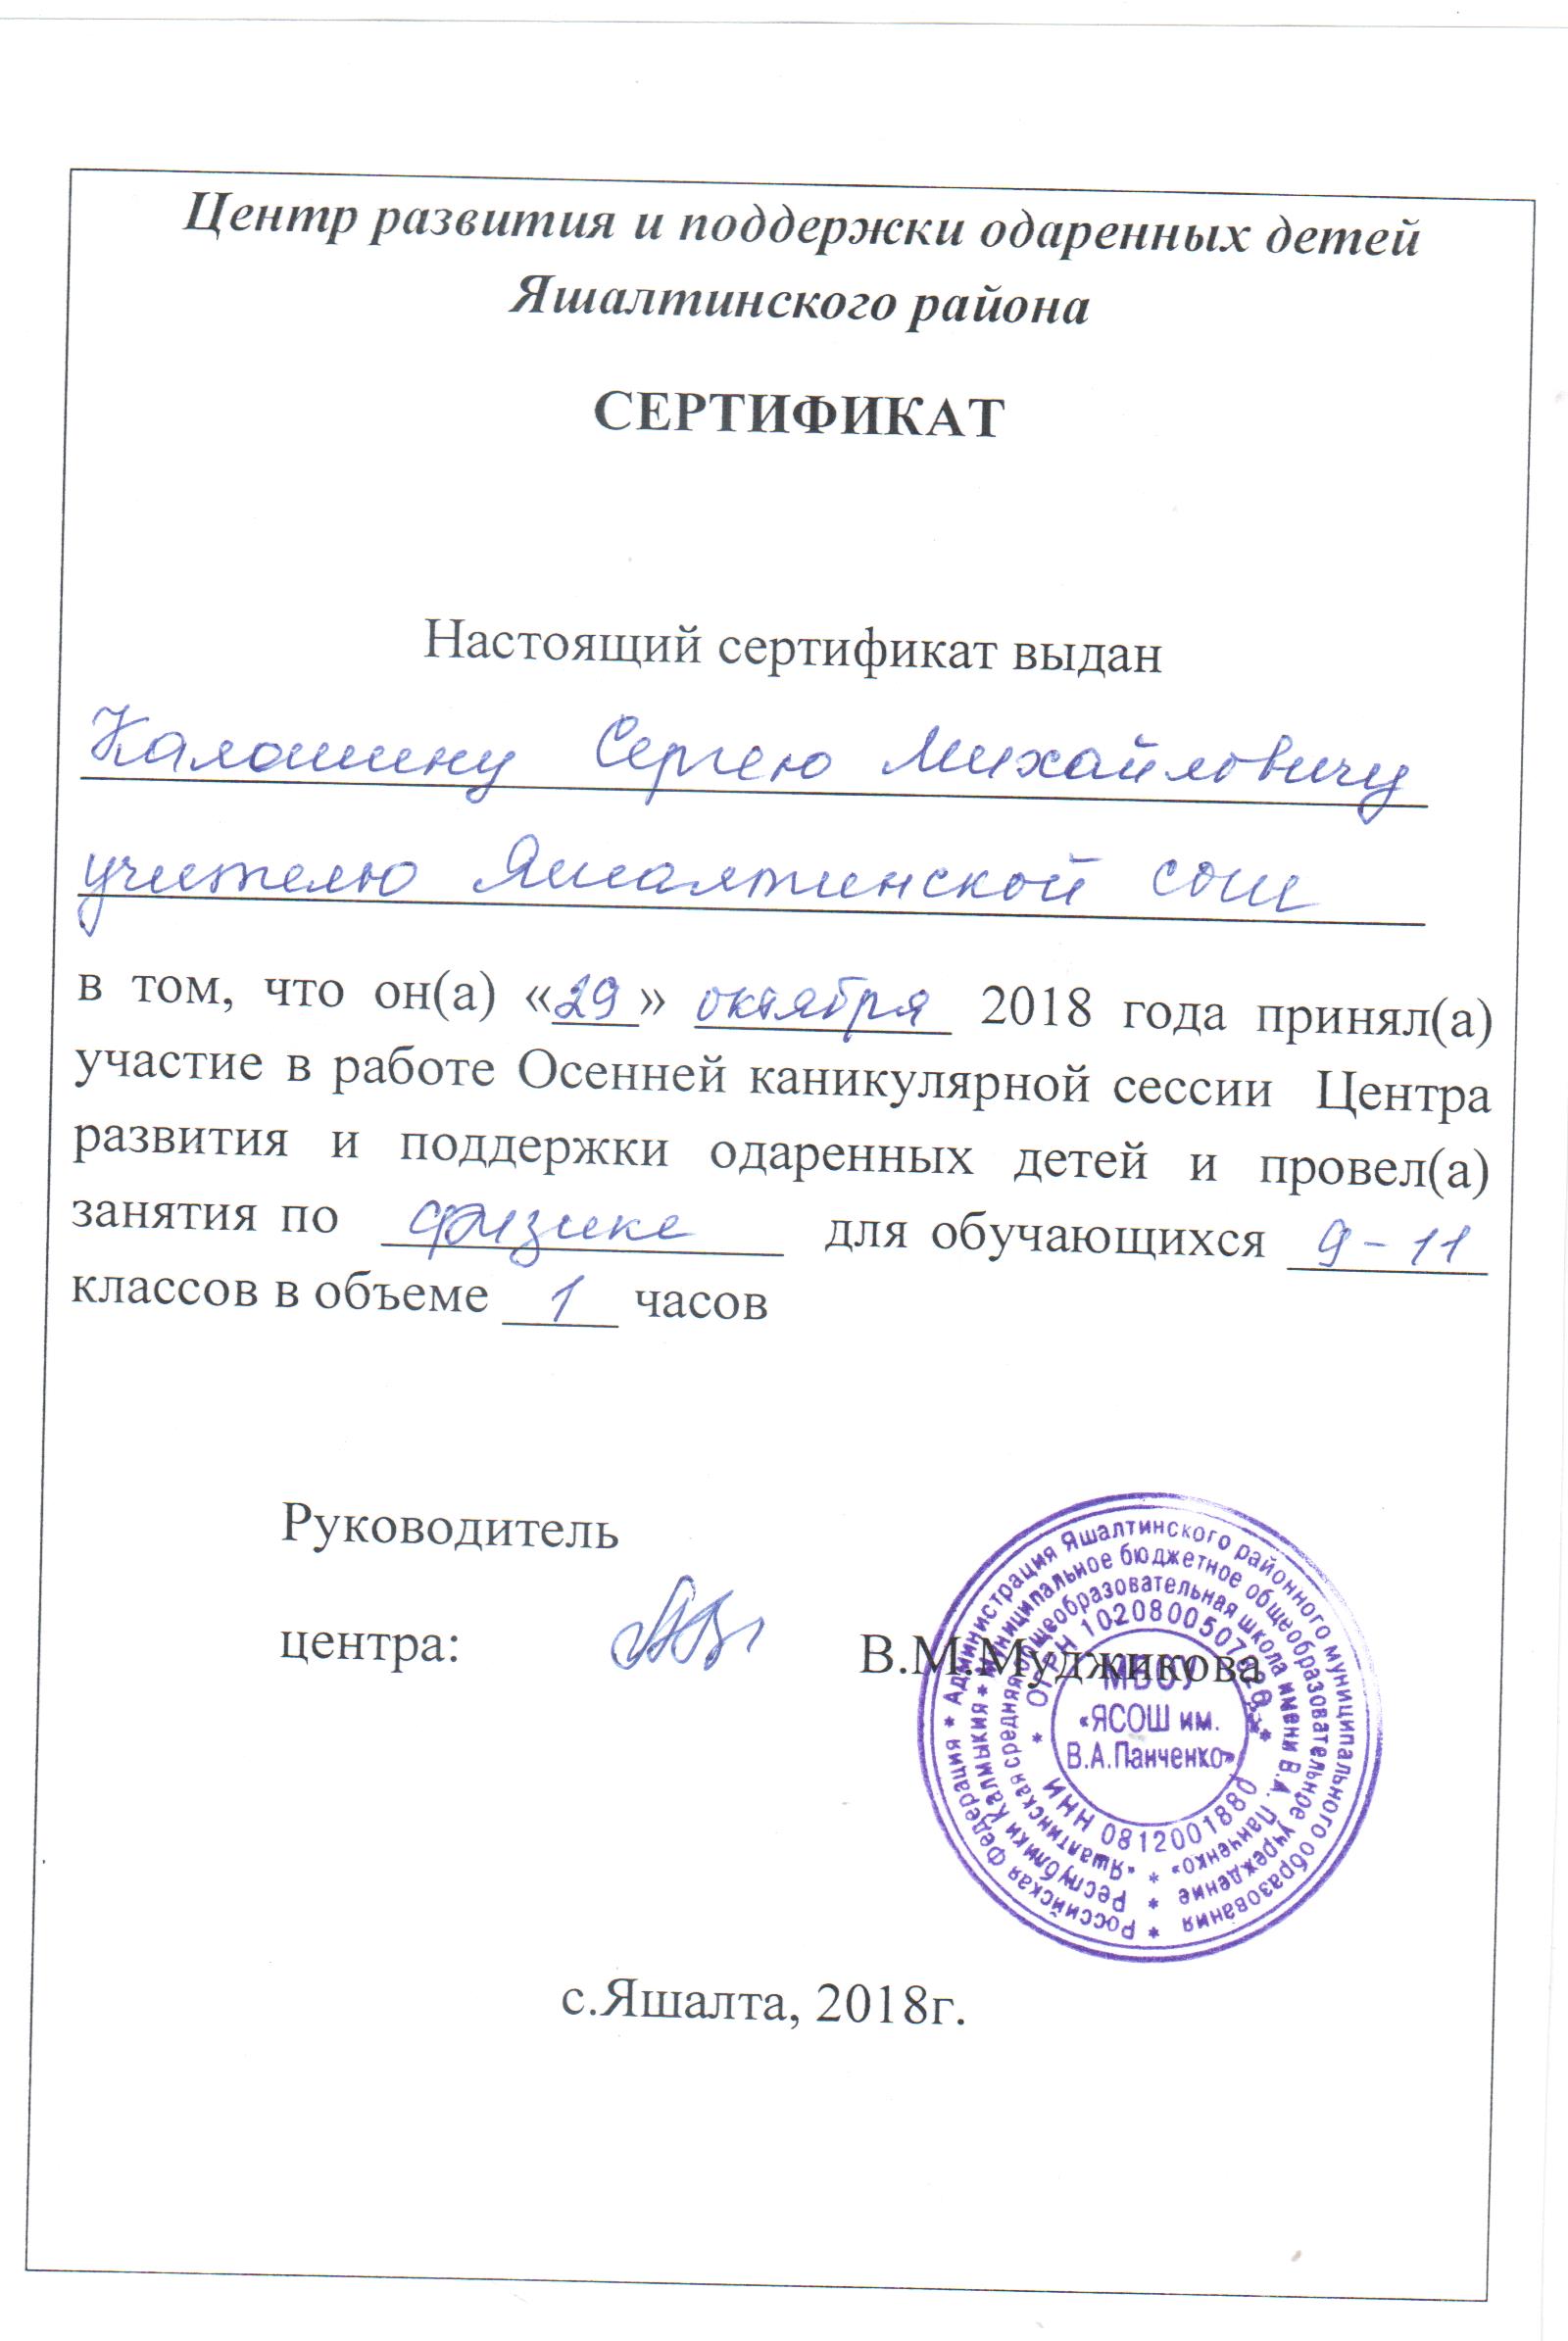 Центр развития и поддержки одаренных детей
Яшалтинского района
СЕРТИФИКАТ
Настоящий сертификат выдан
Калошину Сергею Михайловичу
учителю Яшалтинской сош
в том, что он(а) «29» октября 2018 года принял(а)
участие в работе Осенней каникулярной сессии Центра
развития и поддержки одаренных детей и провел(а)
занятия по физике для обучающихся 9-11
классов в объеме 1 часов
Руководитель
центра: В.М.Муджикова
* Российская Федерация * Администрация Яшалтинского районного муниципального образования
* Республики Калмыкия * Муниципальное бюджетное общеобразовательное учреждение
* «Яшалтинская средняя общеобразовательная школа имени В.А. Панченко»
* ОГРН 1020800507628 *
ИНН 0812001880
МБОУ
«ЯСОШ им.
В.А.Панченко»
с.Яшалта, 2018г.